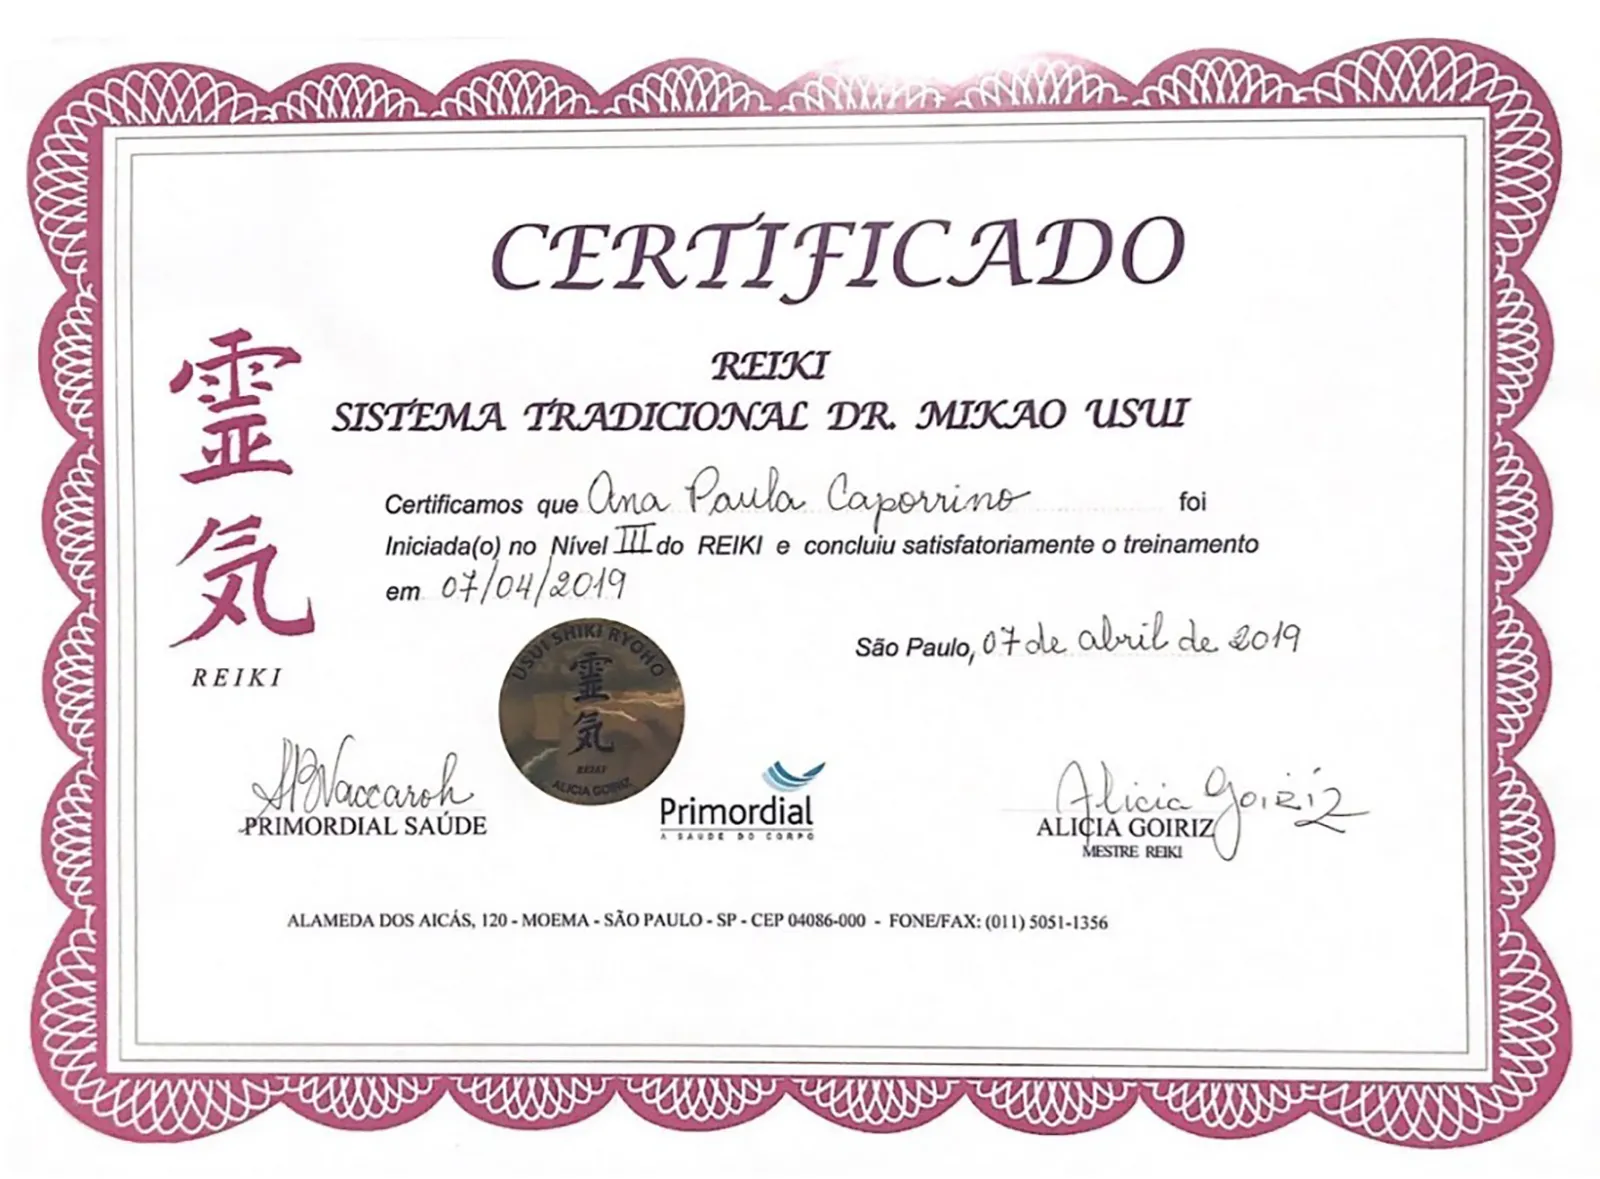 CERTIFICADO
REIKI
SISTEMA TRADICIONAL DR. MIKAO USUI
霊
気
REIKI
Certificamos que Ana Paula Caporrino foi
Iniciada(o) no Nível III do REIKI e concluiu satisfatoriamente o treinamento
em 07/04/2019
São Paulo, 07 de abril de 2019
USUI SHIKI RYOHO
霊
気
REIKI
ALICIA GOIRIZ
PRIMORDIAL SAÚDE
Primordial
A SAUDE DO CORPO
Alicia Goiriz
ALICIA GOIRIZ
MESTRE REIKI
ALAMEDA DOS AICÁS, 120 - MOEMA - SÃO PAULO - SP - CEP 04086-000 - FONE/FAX: (011) 5051-1356